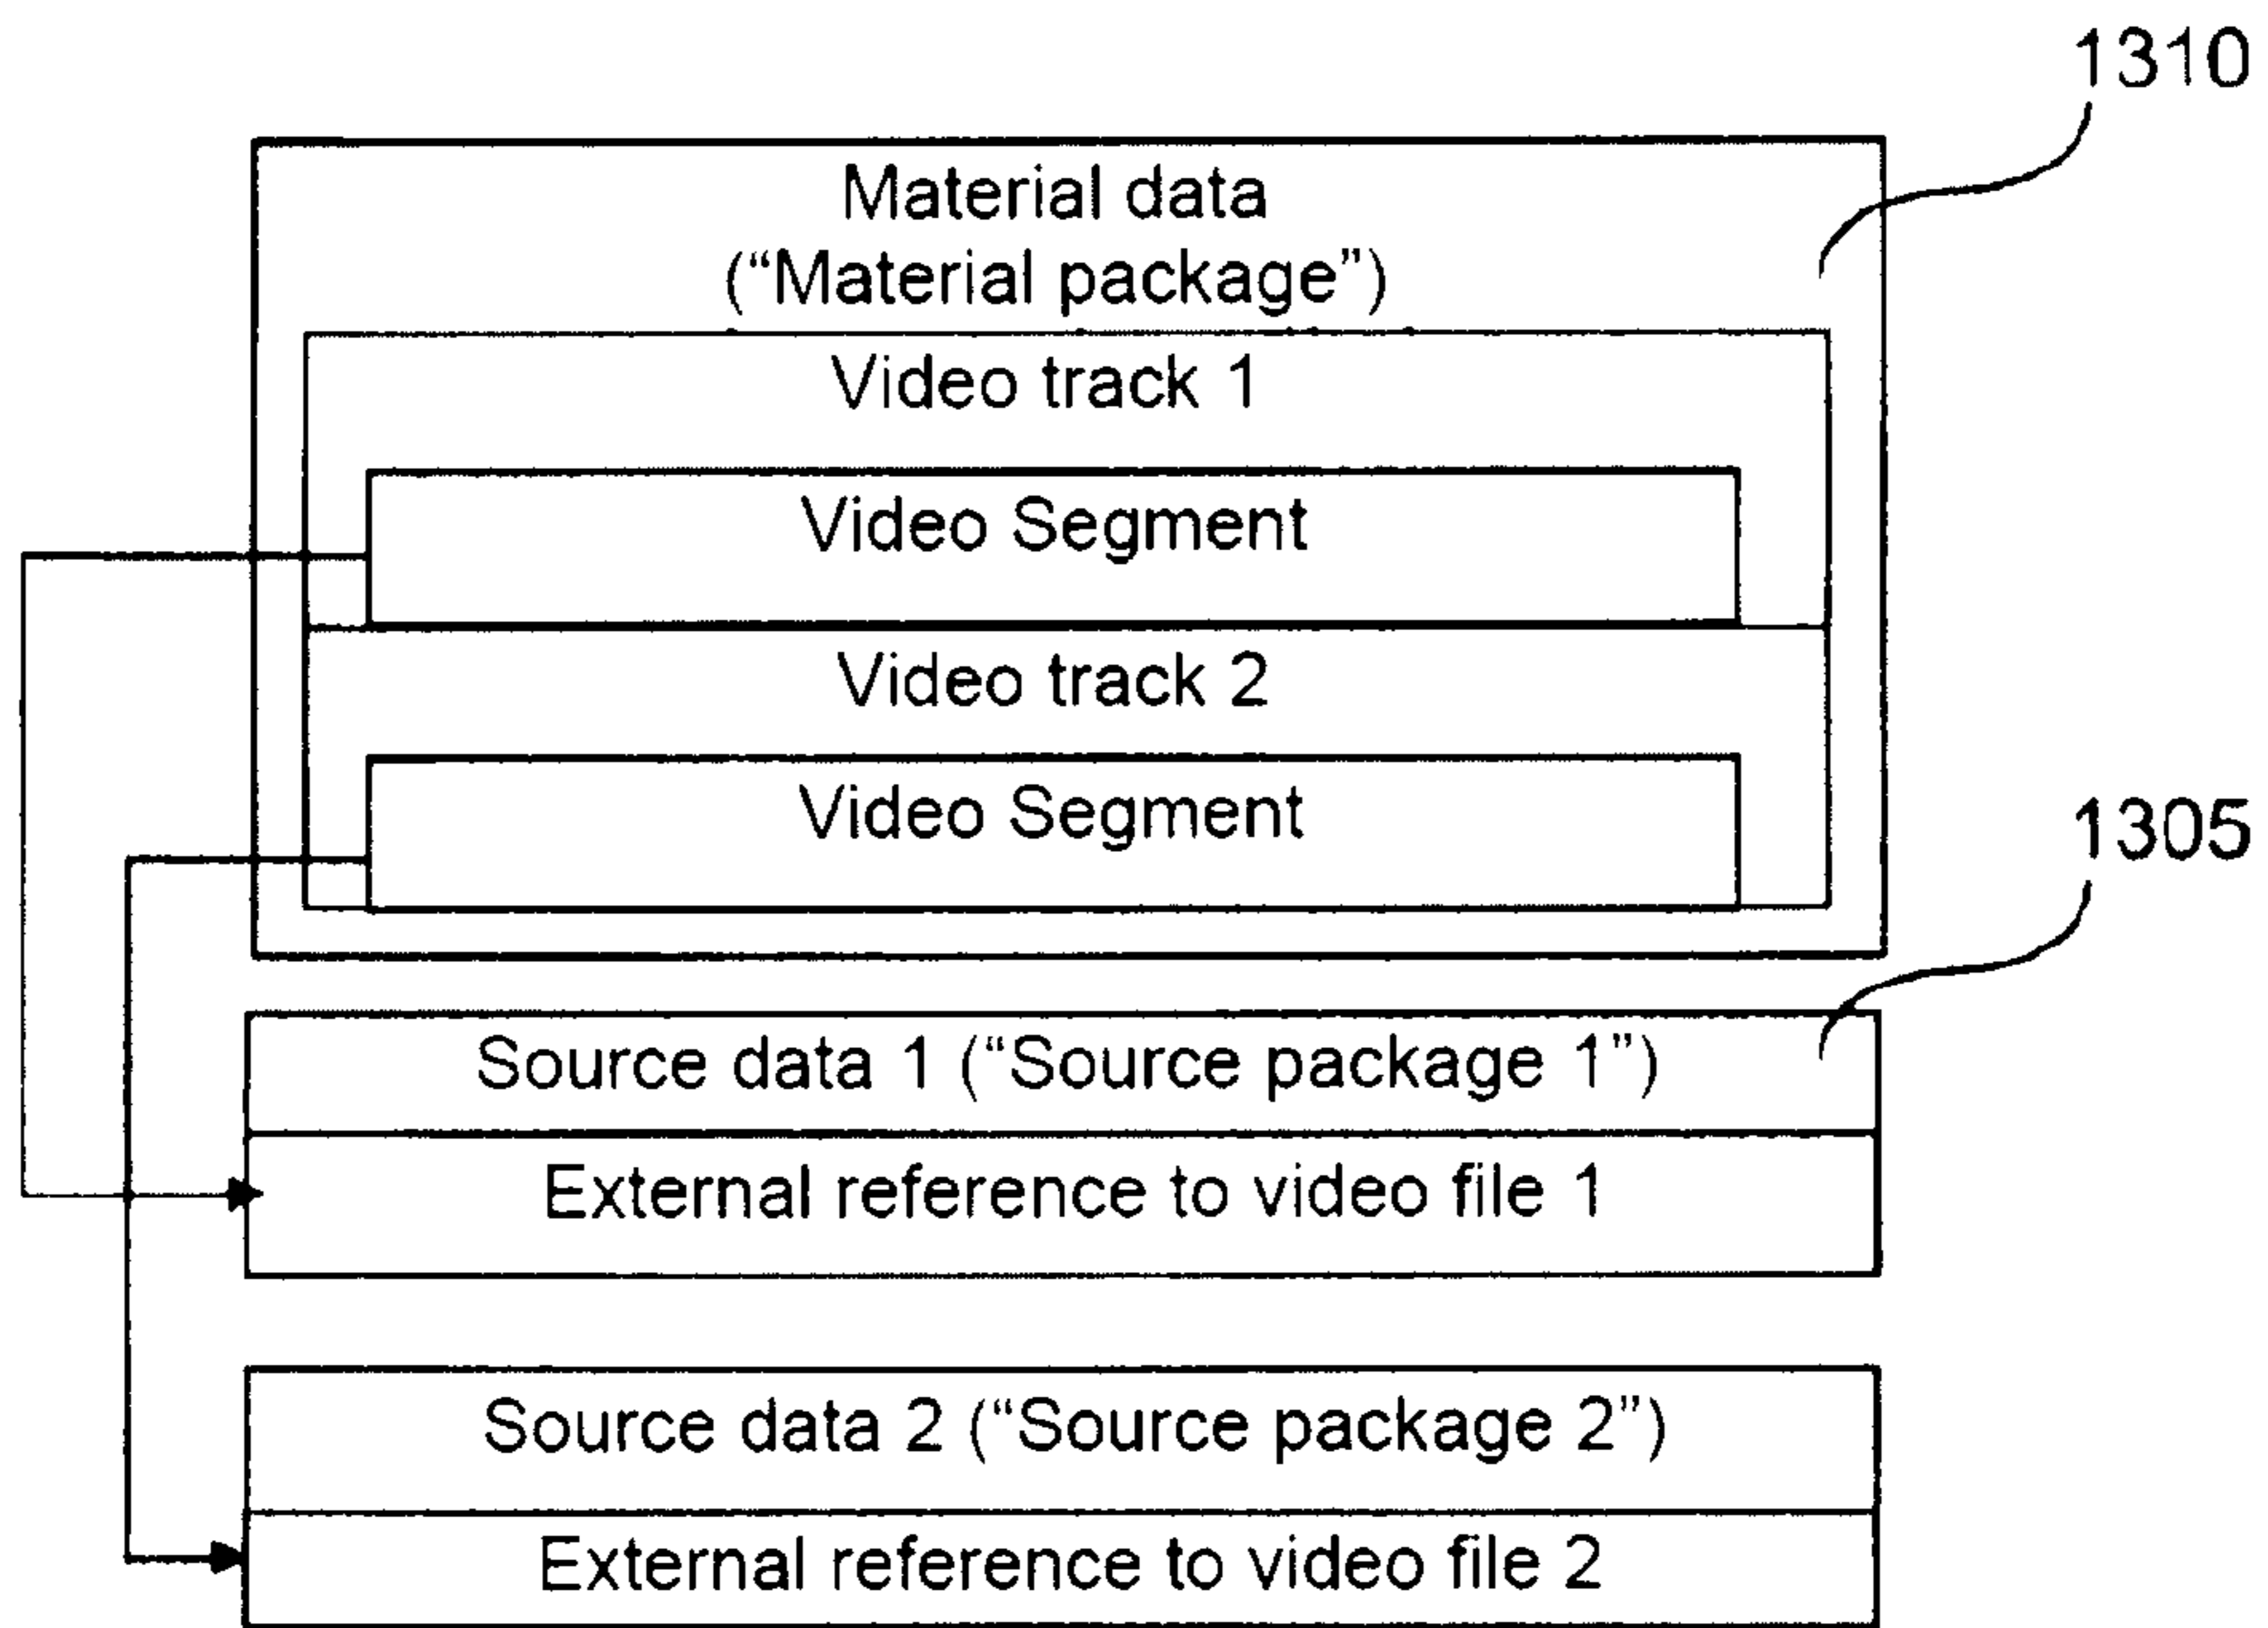 1310
Material data
(“Material package”)
Video track 1
Video Segment
Video track 2
Video Segment
1305
Source data 1 (“Source package 1”)
External reference to video file 1
Source data 2 (“Source package 2”)
External reference to video file 2